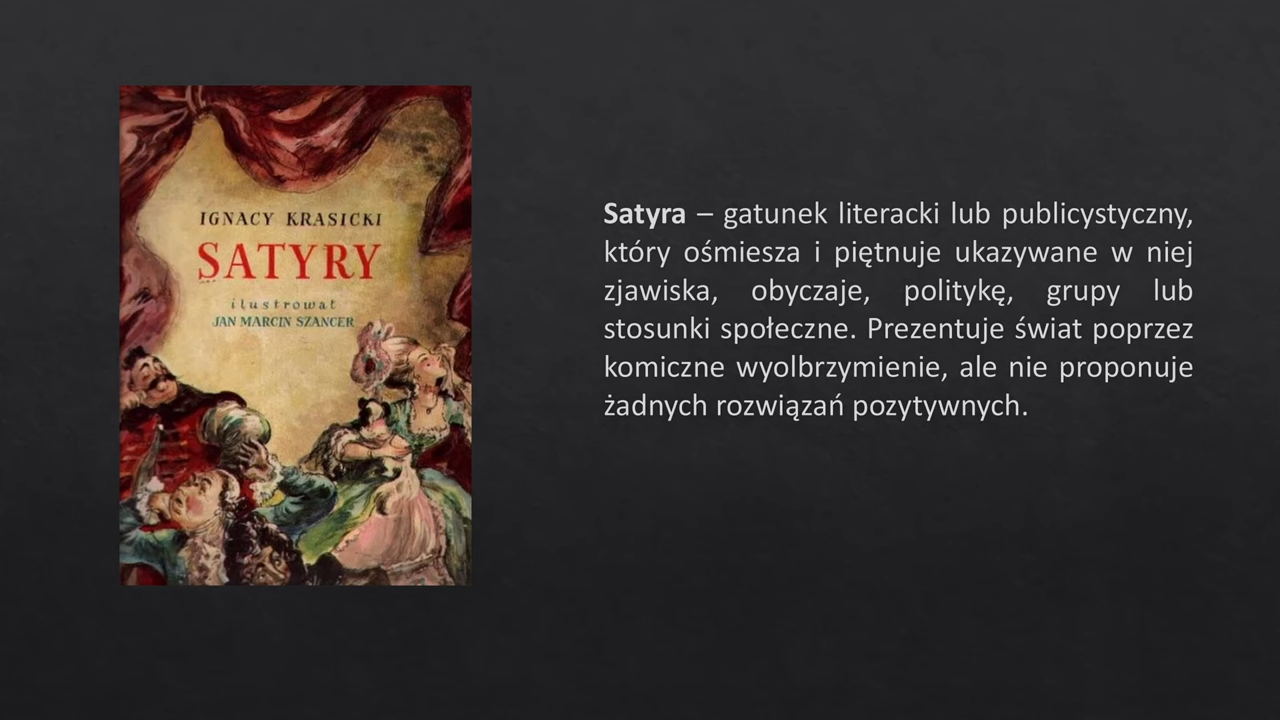 IGNACY KRASICKI
SATYRY
ilustrował
JAN MARCIN SZANCER
Satyra – gatunek literacki lub publicystyczny,
który ośmiesza i piętnuje ukazywane w niej
zjawiska, obyczaje, politykę, grupy lub
stosunki społeczne. Prezentuje świat poprzez
komiczne wyolbrzymienie, ale nie proponuje
żadnych rozwiązań pozytywnych.